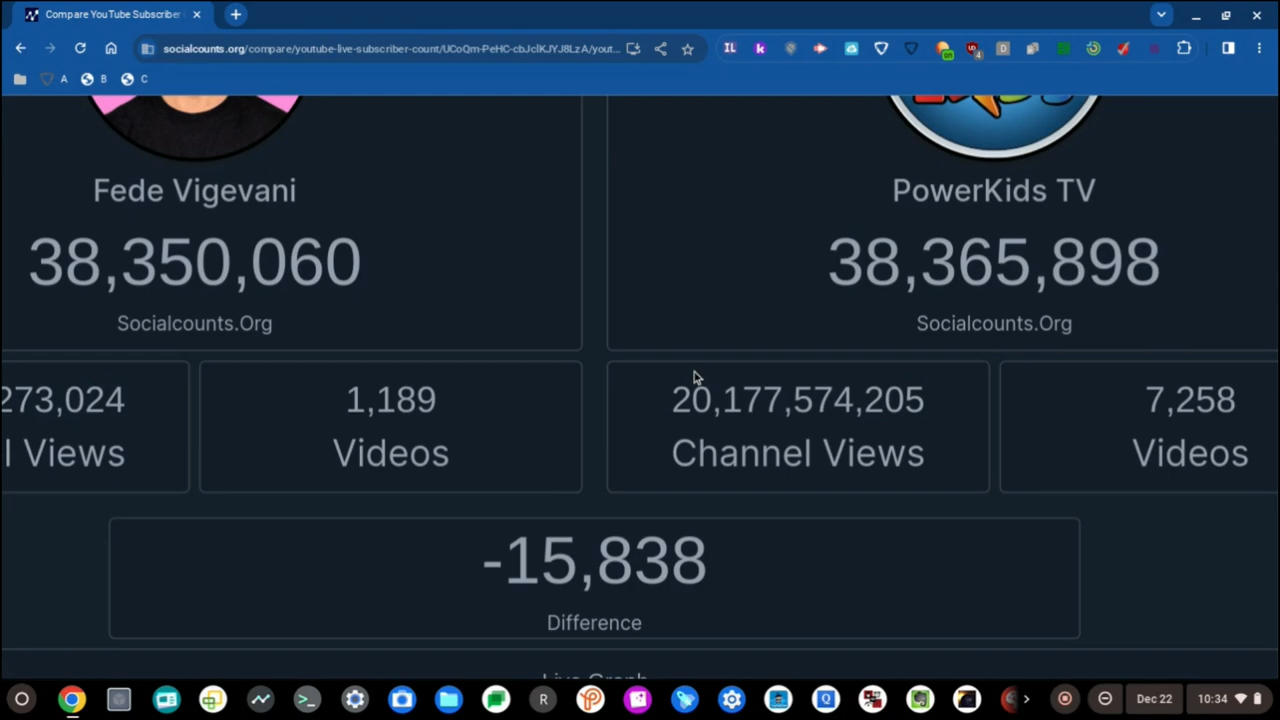 Compare YouTube Subscriber
socialcounts.org/compare/youtube-live-subscriber-count/UCoQm-PeHC-cbJclKJYJ8LzA/yout...
A B C
Fede Vigevani
38,350,060
Socialcounts.Org
PowerKids TV
38,365,898
Socialcounts.Org
273,024
l Views
1,189
Videos
20,177,574,205
Channel Views
7,258
Videos
-15,838
Difference
Live Graph
Dec 22
10:34